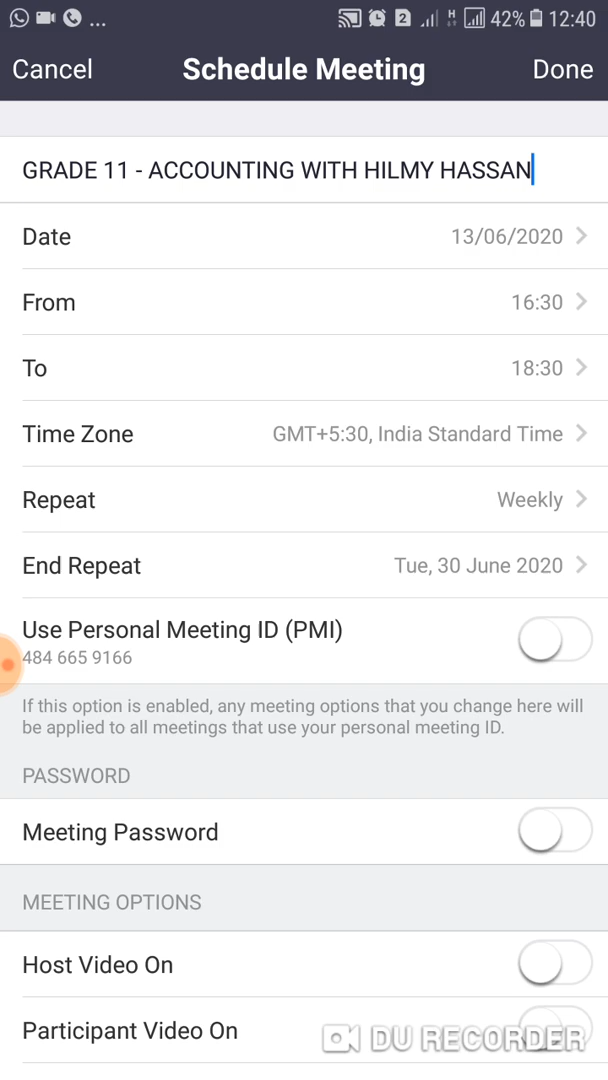 ... 2 H 42% 12:40
Cancel Schedule Meeting Done
GRADE 11 - ACCOUNTING WITH HILMY HASSAN
Date 13/06/2020
From 16:30
To 18:30
Time Zone GMT+5:30, India Standard Time
Repeat Weekly
End Repeat Tue, 30 June 2020
Use Personal Meeting ID (PMI)
484 665 9166
If this option is enabled, any meeting options that you change here will
be applied to all meetings that use your personal meeting ID.
PASSWORD
Meeting Password
MEETING OPTIONS
Host Video On
Participant Video On
DU RECORDER